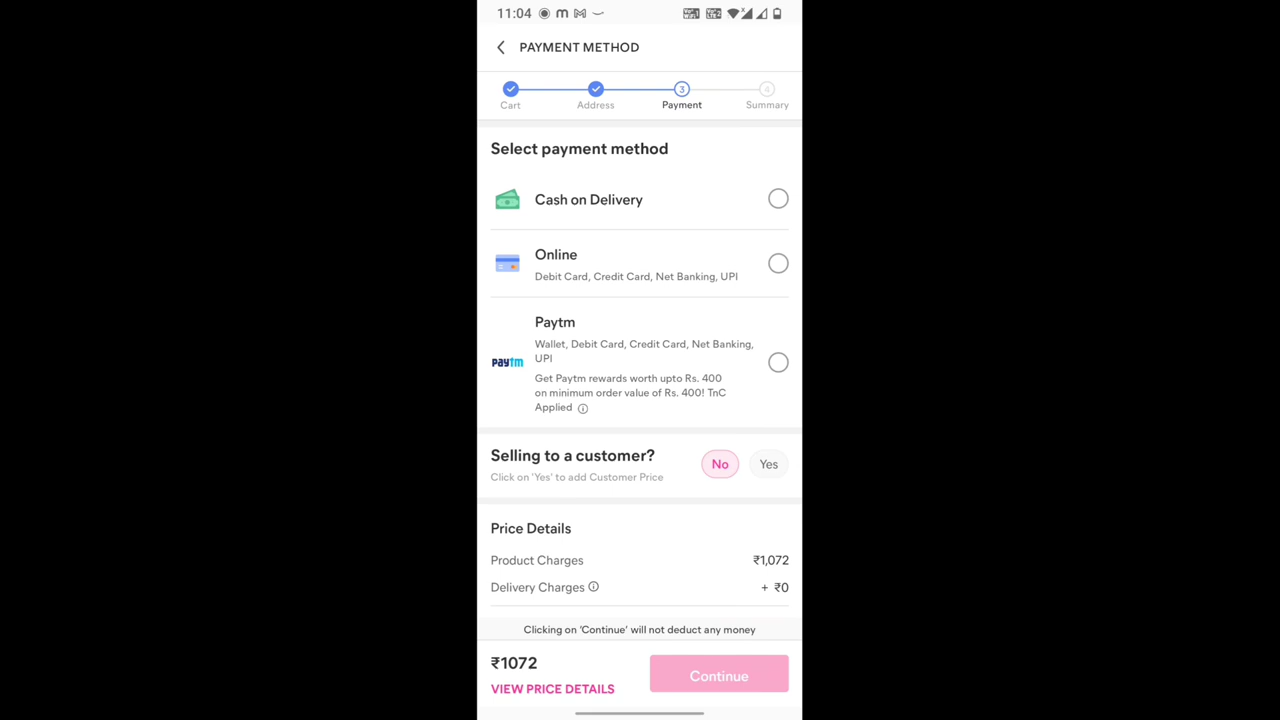 11:04
PAYMENT METHOD
3
4
Cart
Address
Payment
Summary
Select payment method
Cash on Delivery
Online
Debit Card, Credit Card, Net Banking, UPI
Paytm
Wallet, Debit Card, Credit Card, Net Banking,
UPI
paytm
Get Paytm rewards worth upto Rs. 400
on minimum order value of Rs. 400! TnC
Applied
Selling to a customer?
No
Yes
Click on 'Yes' to add Customer Price
Price Details
Product Charges ₹1,072
Delivery Charges + ₹0
Clicking on 'Continue' will not deduct any money
₹1072
Continue
VIEW PRICE DETAILS